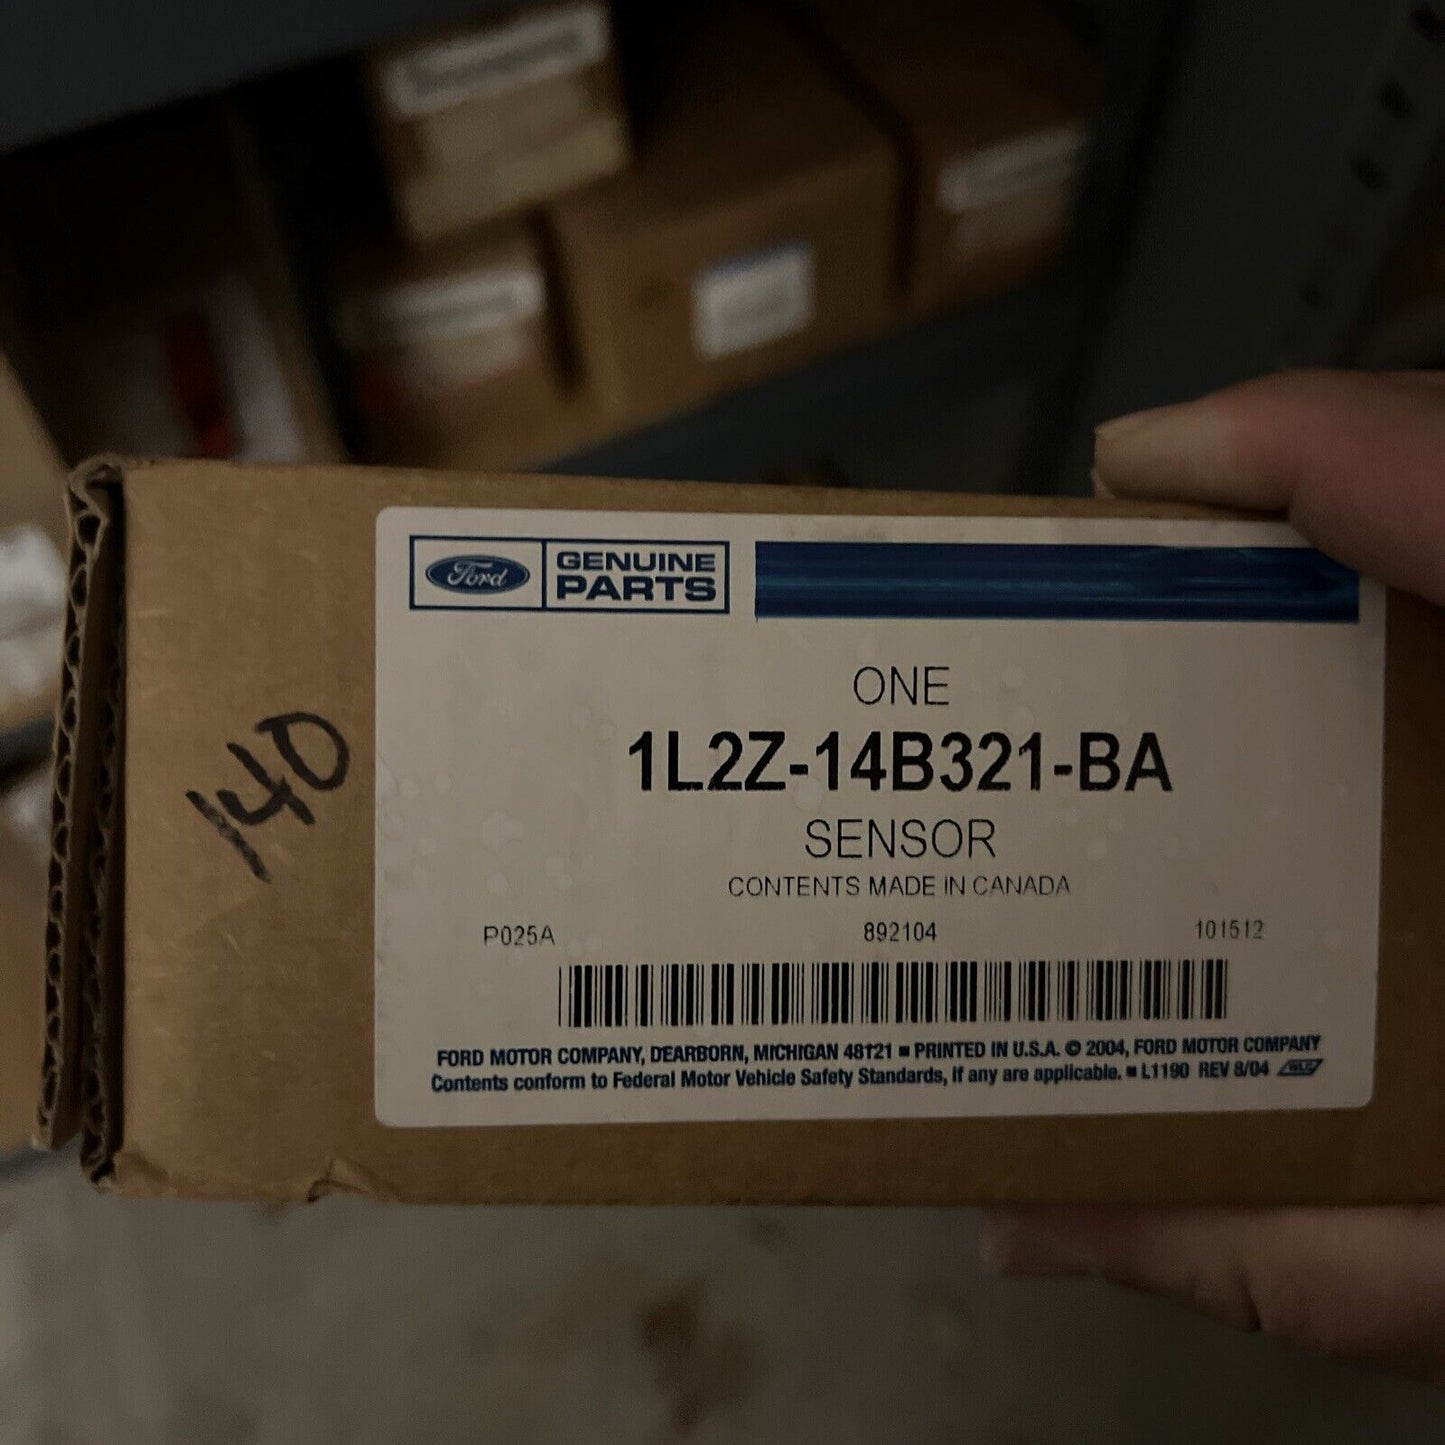 Ford
GENUINE
PARTS
ONE
1L2Z-14B321-BA
SENSOR
CONTENTS MADE IN CANADA
P025A 892104 101512
FORD MOTOR COMPANY, DEARBORN, MICHIGAN 48121 ■ PRINTED IN U.S.A. © 2004, FORD MOTOR COMPANY
Contents conform to Federal Motor Vehicle Safety Standards, if any are applicable. ■ L1190 REV 8/04
140